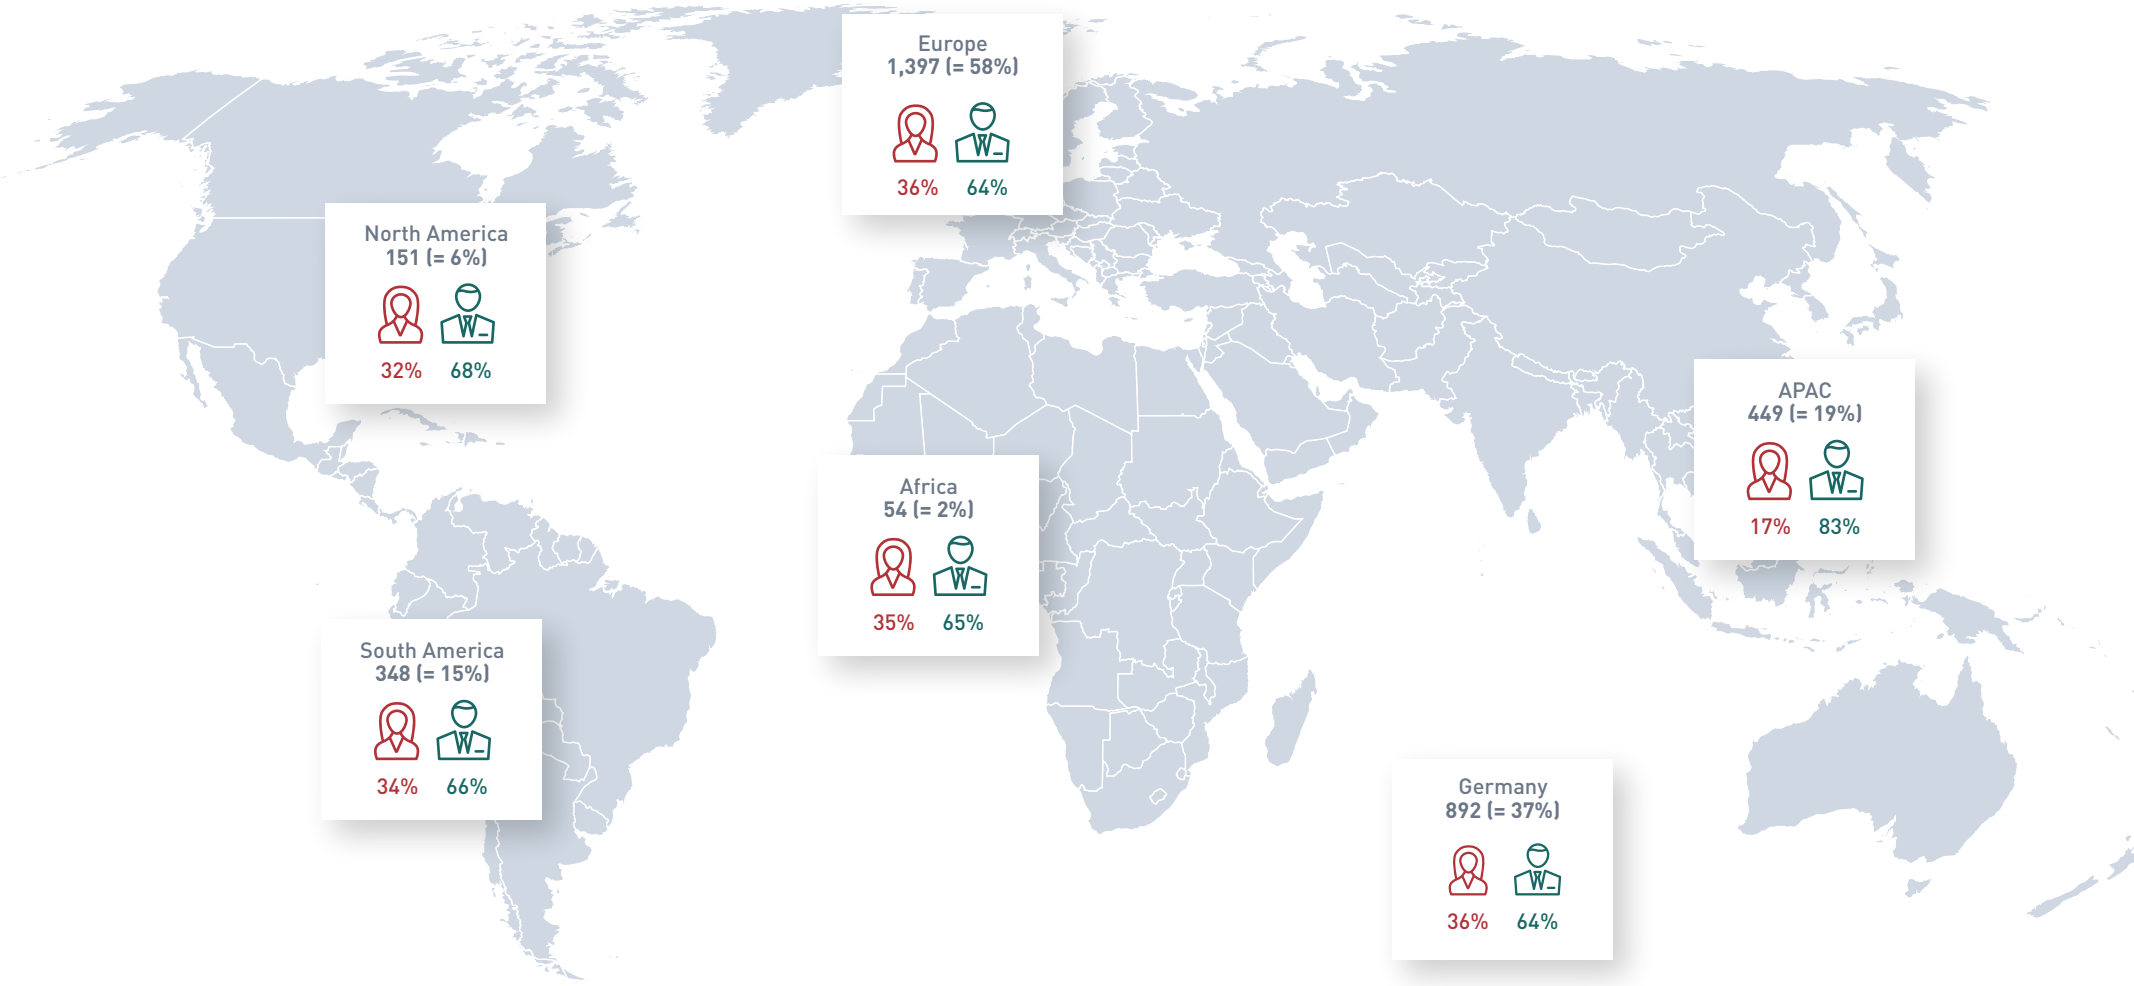 Europe
1,397 (= 58%)
36% 64%
North America
151 (= 6%)
32% 68%
APAC
449 (= 19%)
17% 83%
Africa
54 (= 2%)
35% 65%
South America
348 (= 15%)
34% 66%
Germany
892 (= 37%)
36% 64%